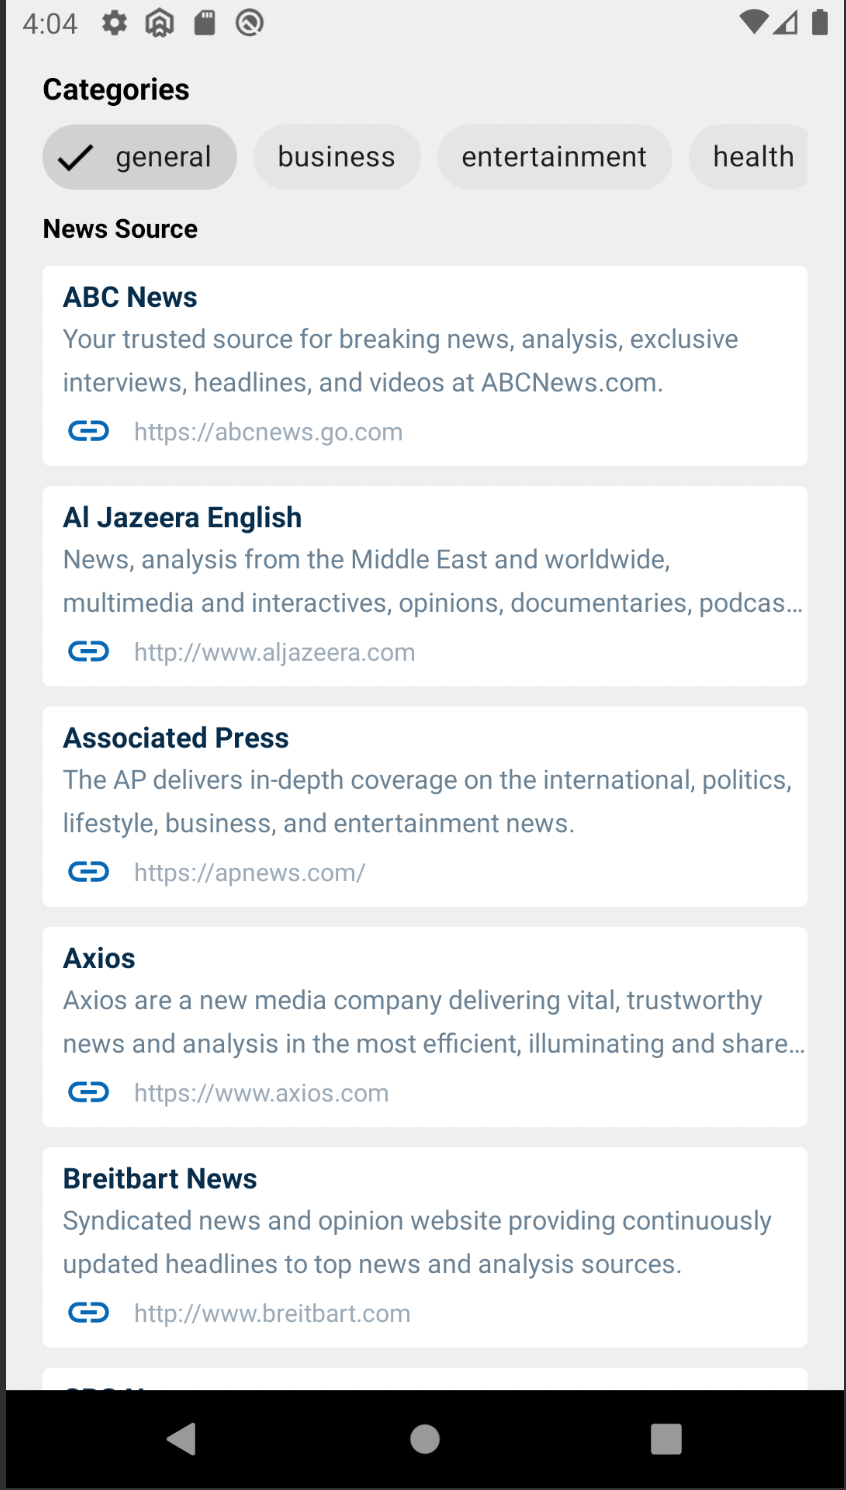 4:04
Categories
general
business
entertainment
health
News Source
ABC News
Your trusted source for breaking news, analysis, exclusive
interviews, headlines, and videos at ABCNews.com.
https://abcnews.go.com
Al Jazeera English
News, analysis from the Middle East and worldwide,
multimedia and interactives, opinions, documentaries, podcas...
http://www.aljazeera.com
Associated Press
The AP delivers in-depth coverage on the international, politics,
lifestyle, business, and entertainment news.
https://apnews.com/
Axios
Axios are a new media company delivering vital, trustworthy
news and analysis in the most efficient, illuminating and share...
https://www.axios.com
Breitbart News
Syndicated news and opinion website providing continuously
updated headlines to top news and analysis sources.
http://www.breitbart.com